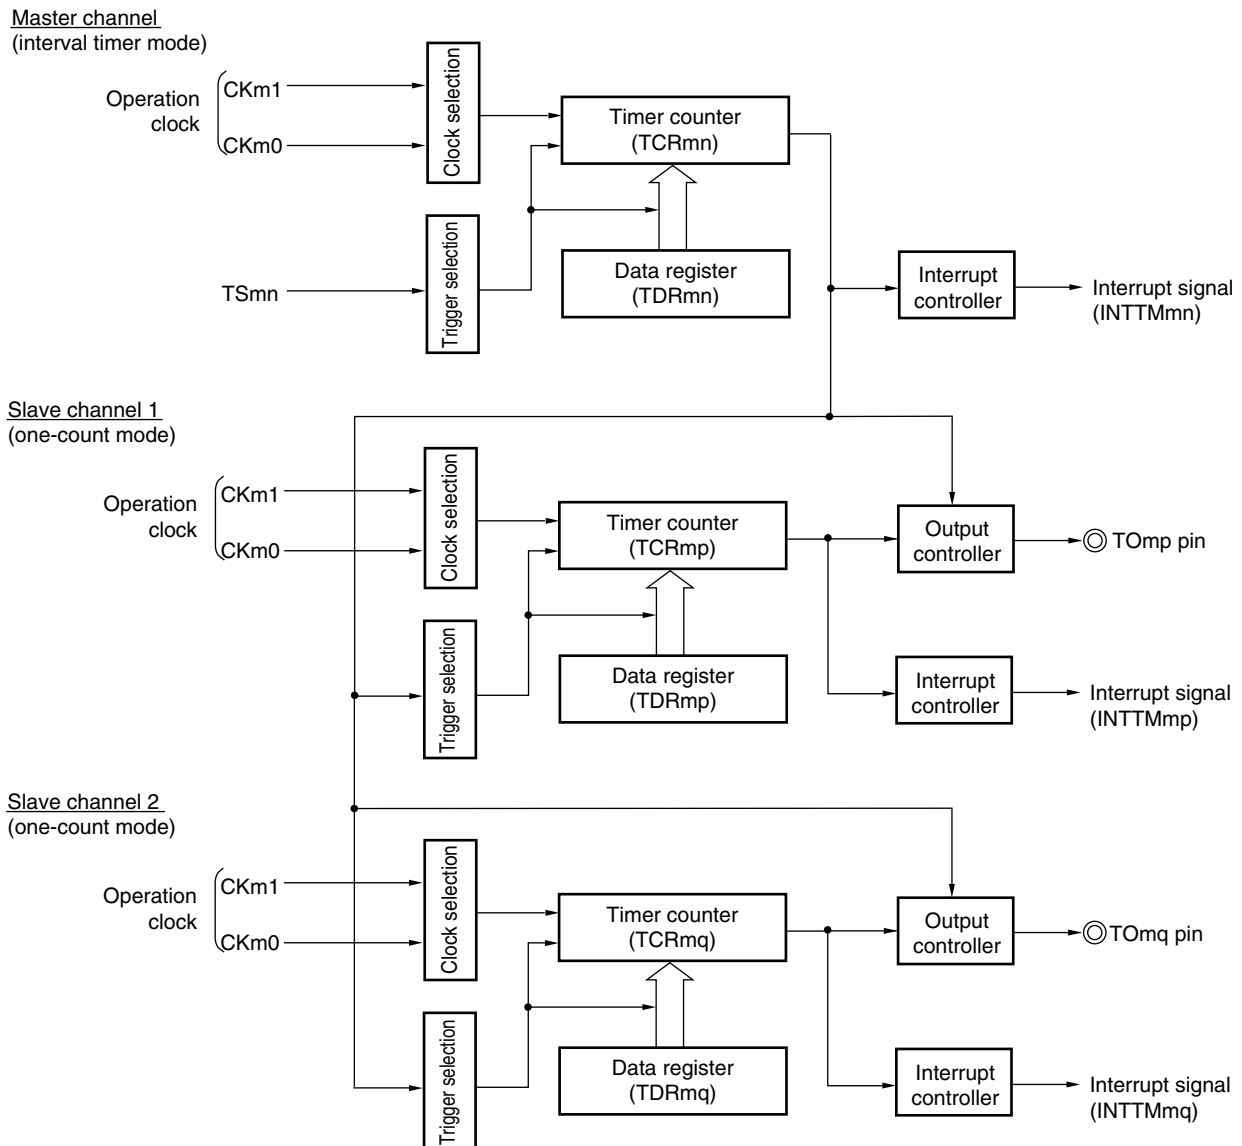 Master channel
(interval timer mode)
Operation
clock
CKm1
CKm0
Clock selection
Timer counter
(TCRmn)
TSmn
Trigger selection
Data register
(TDRmn)
Interrupt
controller
Interrupt signal
(INTTMmn)
Slave channel 1
(one-count mode)
Operation
clock
CKm1
CKm0
Clock selection
Timer counter
(TCRmp)
Output
controller
TOmp pin
Trigger selection
Data register
(TDRmp)
Interrupt
controller
Interrupt signal
(INTTMmp)
Slave channel 2
(one-count mode)
Operation
clock
CKm1
CKm0
Clock selection
Timer counter
(TCRmq)
Output
controller
TOmq pin
Trigger selection
Data register
(TDRmq)
Interrupt
controller
Interrupt signal
(INTTMmq)